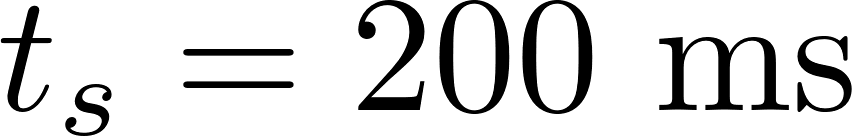 t_s = 200 ms